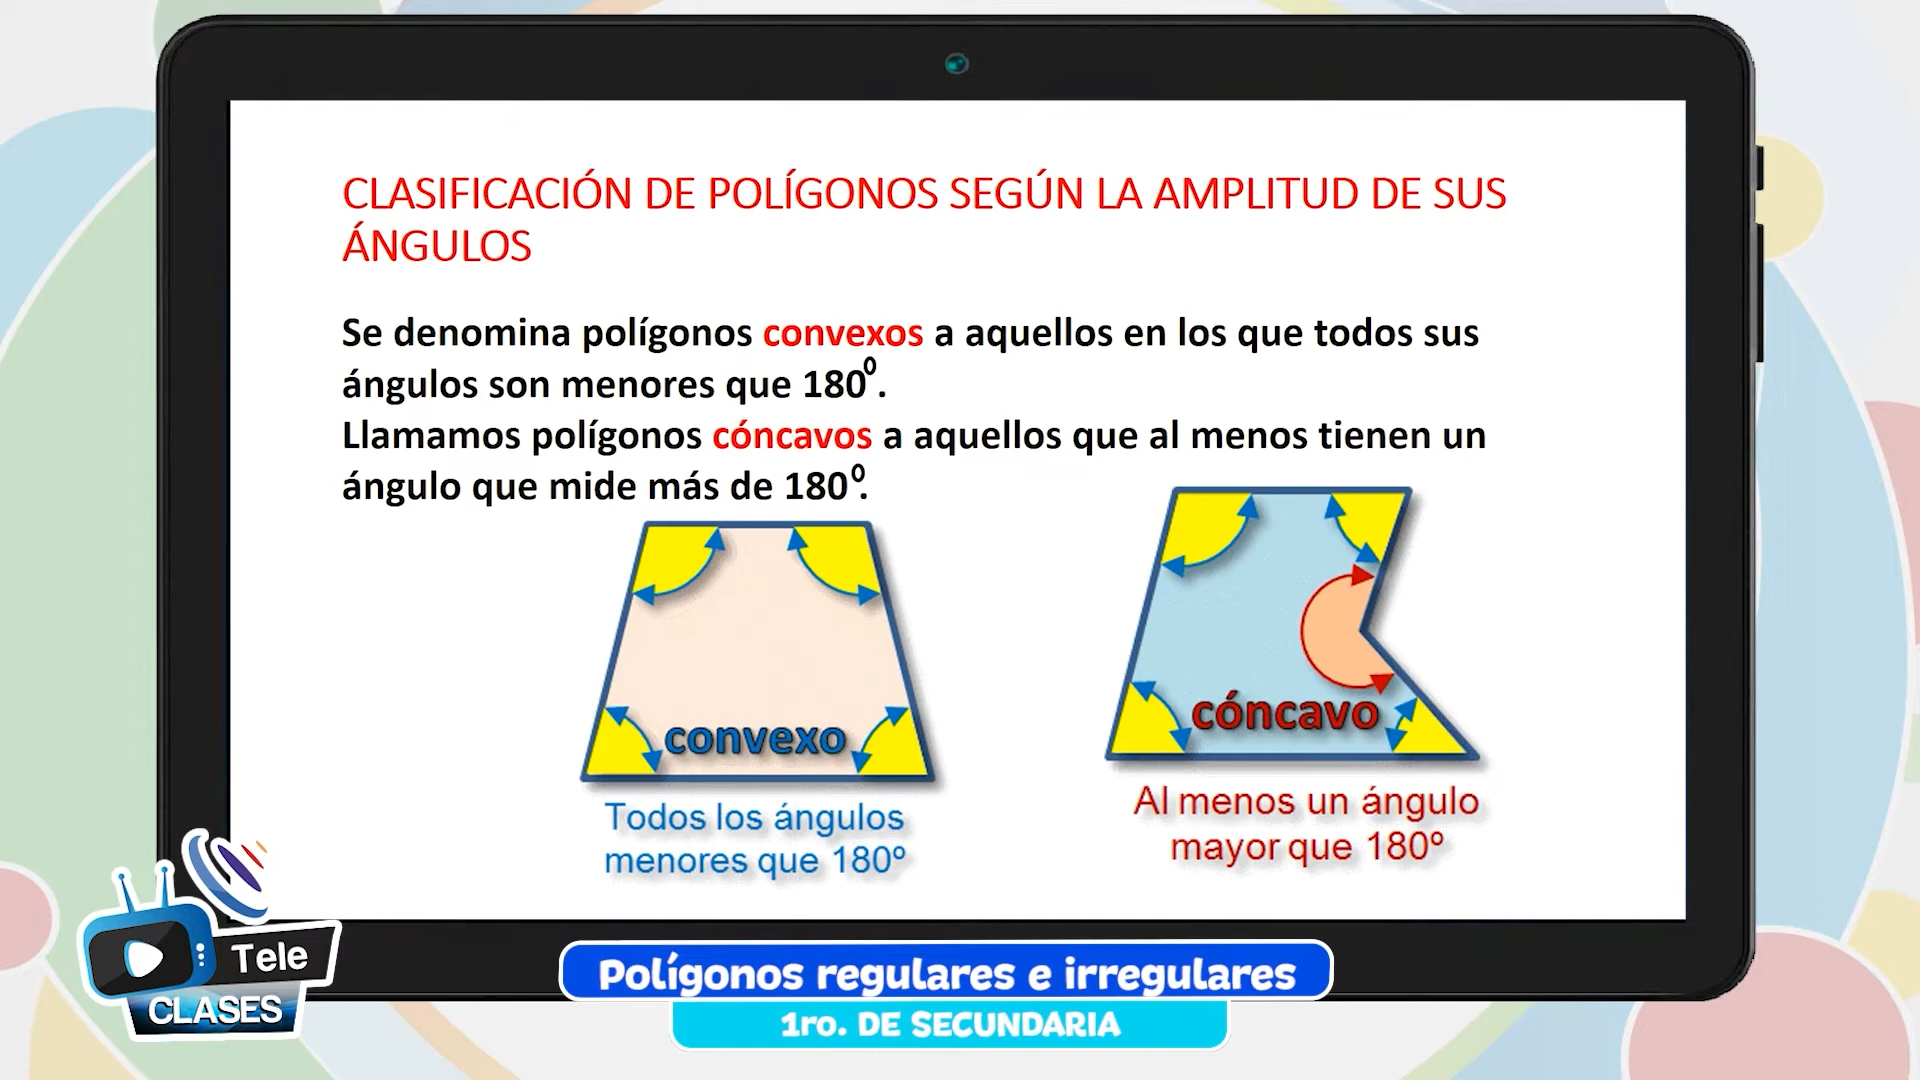 CLASIFICACIÓN DE POLÍGONOS SEGÚN LA AMPLITUD DE SUS
ÁNGULOS
Se denomina polígonos convexos a aquellos en los que todos sus
ángulos son menores que 180⁰.
Llamamos polígonos cóncavos a aquellos que al menos tienen un
ángulo que mide más de 180⁰.
convexo
Todos los ángulos
menores que 180º
cóncavo
Al menos un ángulo
mayor que 180º
Tele
CLASES
Polígonos regulares e irregulares
1ro. DE SECUNDARIA